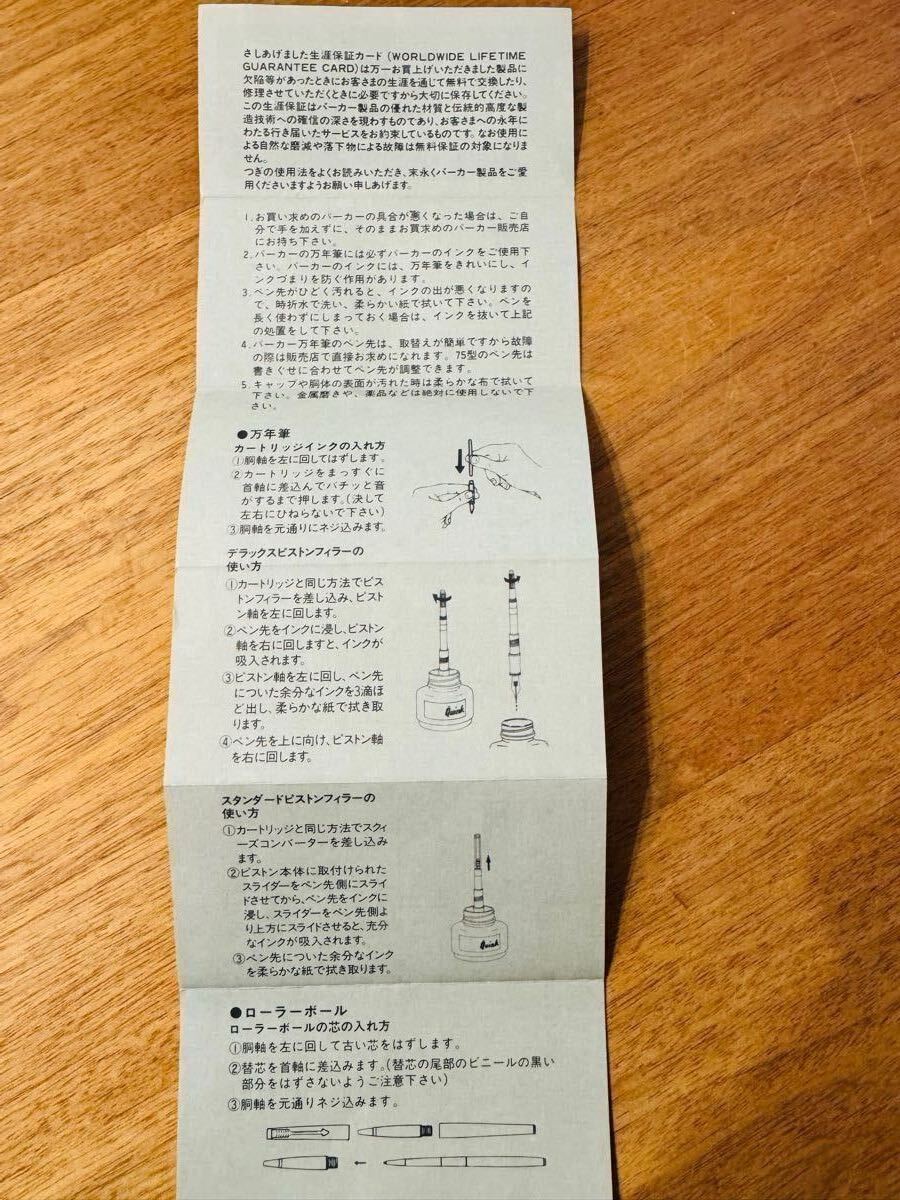 さしあげました生涯保証カード(WORLDWIDE LIFETIME
GUARANTEE CARD)は万一お買上げいただきました製品に
欠陥等があったときにお客さまの生涯を通じて無料で交換したり、
修理させていただくときに必要ですから大切に保存してください。
この生涯保証はパーカー製品の優れた材質と伝統的高度な製
造技術への確信の深さを現わすものであり、お客さまへの永年に
わたる行き届いたサービスをお約束しているものです。なお使用に
よる自然な磨滅や落下物による故障は無料保証の対象になりま
せん。
つぎの使用法をよくお読みいただき、末永くパーカー製品をご愛
用くださいますようお願い申しあげます。
1. お買い求めのパーカーの具合が悪くなった場合は、ご自
分で手を加えずに、そのままお買求めのパーカー販売店
にお持ち下さい。
2. パーカーの万年筆には必ずパーカーのインクをご使用下
さい。パーカーのインクには、万年筆をきれいにし、イ
ンクづまりを防ぐ作用があります。
3. ペン先がひどく汚れると、インクの出が悪くなりますの
で、時折水で洗い、柔らかい紙で拭いて下さい。ペンを
長く使わずにしまっておく場合は、インクを抜いて上記
の処置をして下さい。
4. パーカー万年筆のペン先は、取替えが簡単ですから故障
の際は販売店で直接お求めになれます。75型のペン先は
書きぐせに合わせてペン先が調整できます。
5. キャップや胴体の表面が汚れた時は柔らかな布で拭いて
下さい。金属磨きや、薬品などは絶対に使用しないで下
さい。
●万年筆
カートリッジインクの入れ方
①胴軸を左に回してはずします。
②カートリッジをまっすぐに
首軸に差込んでパチッと音
がするまで押します。(決して
左右にひねらないで下さい)
③胴軸を元通りにネジ込みます。
デラックスピストンフィラーの
使い方
①カートリッジと同じ方法でピス
トンフィラーを差し込み、ピスト
ン軸を左に回します。
②ペン先をインクに浸し、ピストン
軸を右に回しますと、インクが
吸入されます。
③ピストン軸を左に回し、ペン先
についた余分なインクを3滴ほ
ど出し、柔らかな紙で拭き取
ります。
④ペン先を上に向け、ピストン軸
を右に回します。
Quink
スタンダードピストンフィラーの
使い方
①カートリッジと同じ方法でスクィ
ーズコンバーターを差し込み
ます。
②ピストン本体に取付けられた
スライダーをペン先側にスライ
ドさせてから、ペン先をインクに
浸し、スライダーをペン先側よ
り上方にスライドさせると、充分
なインクが吸入されます。
③ペン先についた余分なインク
を柔らかな紙で拭き取ります。
Quink
●ローラーボール
ローラーボールの芯の入れ方
①胴軸を左に回して古い芯をはずします。
②替芯を首軸に差込みます。(替芯の尾部のビニールの黒い
部分をはずさないようご注意下さい)
③胴軸を元通りネジ込みます。